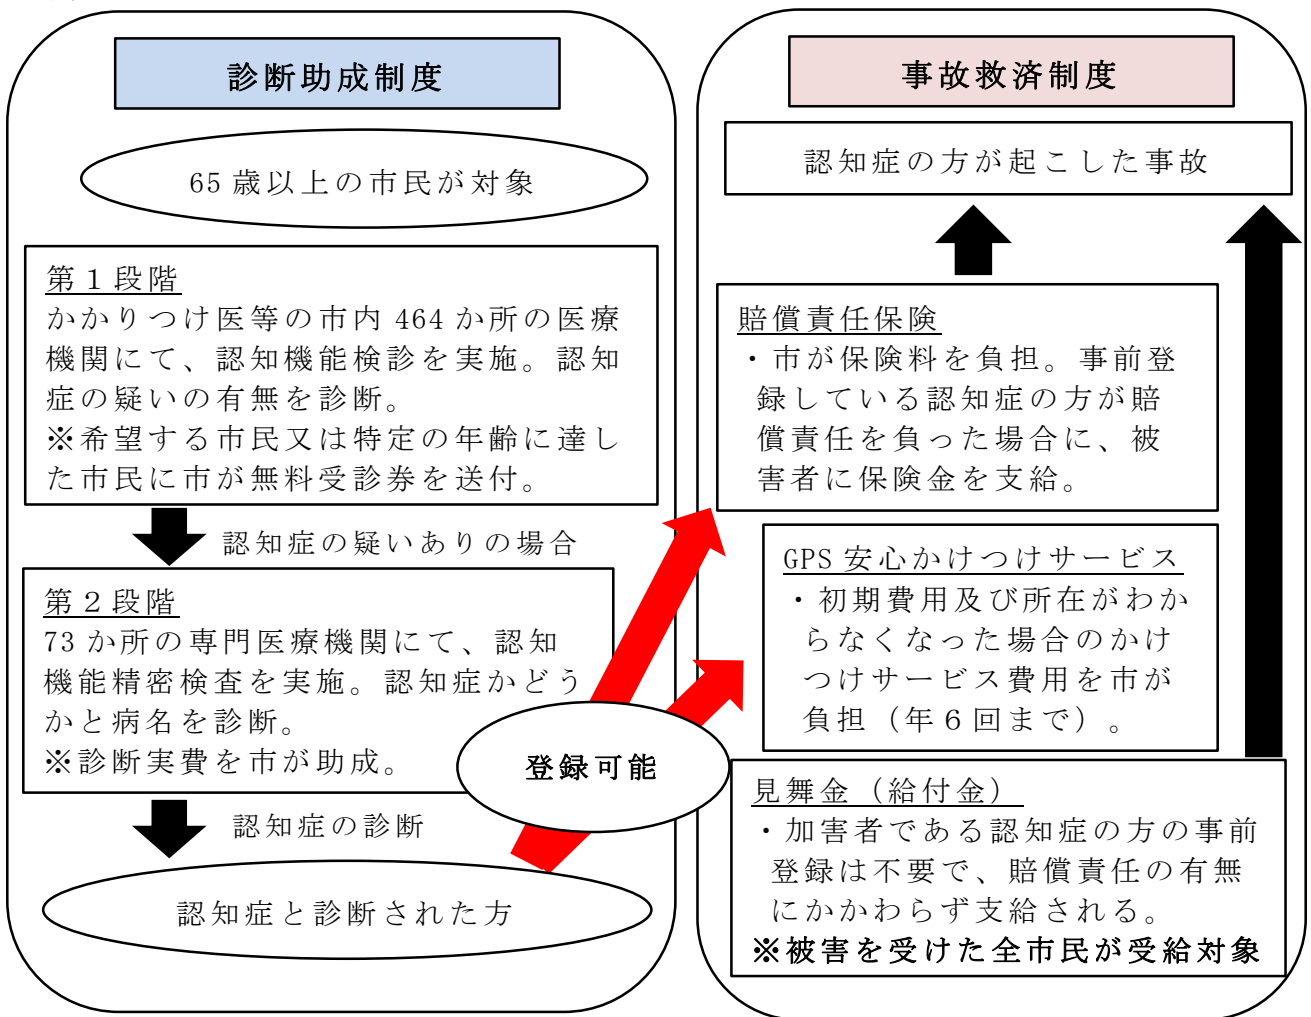 診断助成制度
65歳以上の市民が対象
第１段階
かかりつけ医等の市内464か所の医療
機関にて、認知機能検診を実施。認知
症の疑いの有無を診断。
※希望する市民又は特定の年齢に達し
た市民に市が無料受診券を送付。
認知症の疑いありの場合
第２段階
73か所の専門医療機関にて、認知
機能精密検査を実施。認知症かどう
かと病名を診断。
※診断実費を市が助成。
認知症の診断
認知症と診断された方
登録可能
事故救済制度
認知症の方が起こした事故
賠償責任保険
・市が保険料を負担。事前登
録している認知症の方が賠
償責任を負った場合に、被
害者に保険金を支給。
GPS安心かけつけサービス
・初期費用及び所在がわか
らなくなった場合のかけ
つけサービス費用を市が
負担（年６回まで）。
見舞金（給付金）
・加害者である認知症の方の事前
登録は不要で、賠償責任の有無
にかかわらず支給される。
※被害を受けた全市民が受給対象